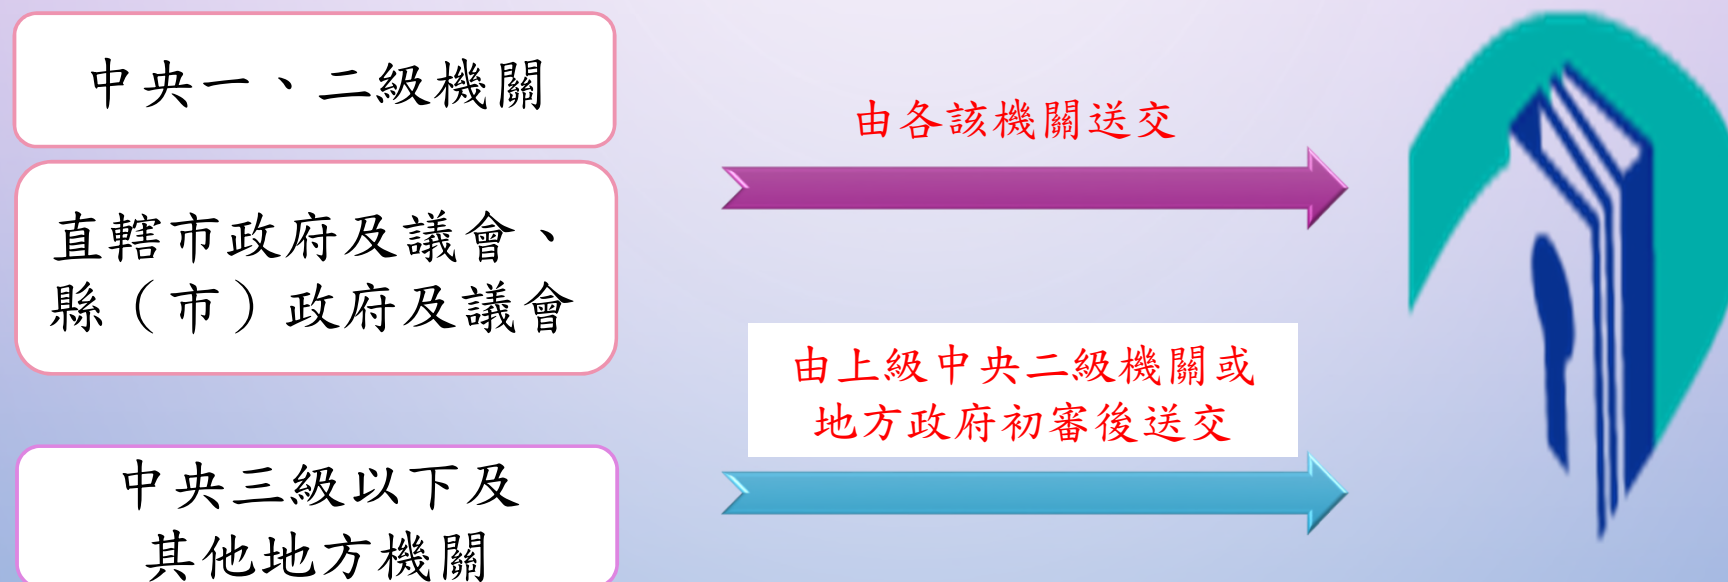 中央一、二級機關
由各該機關送交
直轄市政府及議會、
縣（市）政府及議會
由上級中央二級機關或
地方政府初審後送交
中央三級以下及
其他地方機關